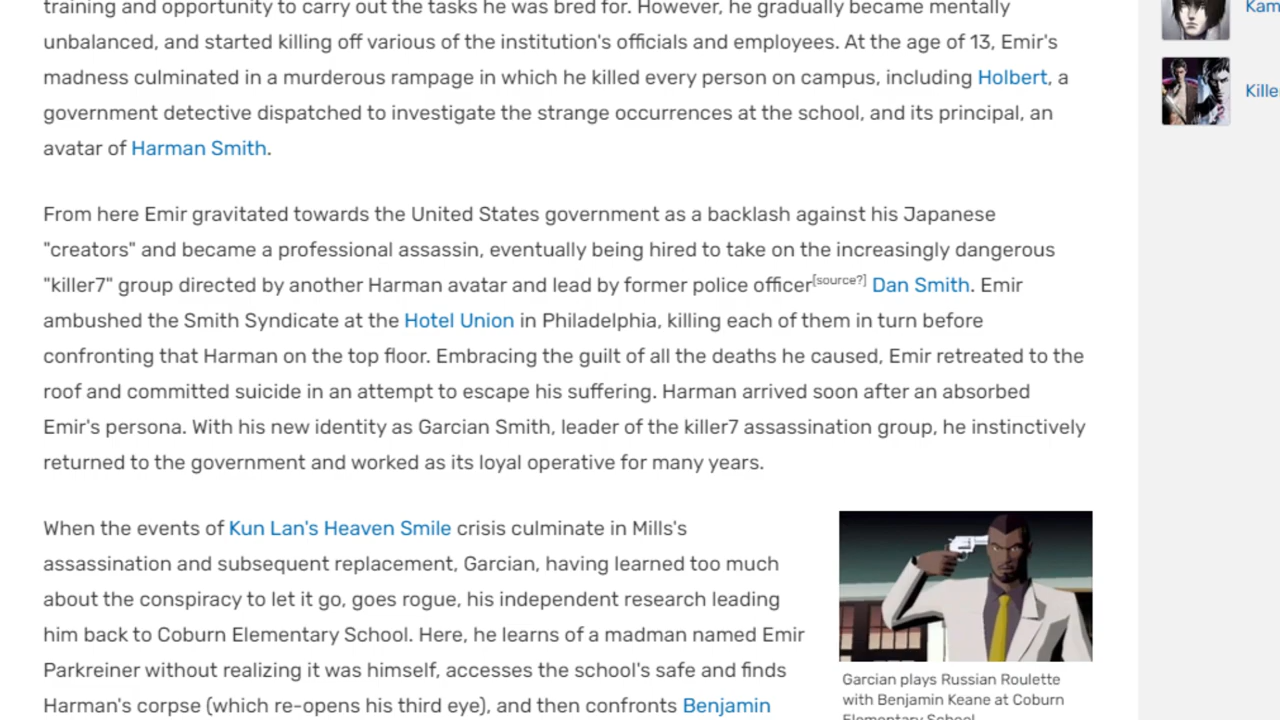 training and opportunity to carry out the tasks he was bred for. However, he gradually became mentally
unbalanced, and started killing off various of the institution's officials and employees. At the age of 13, Emir's
madness culminated in a murderous rampage in which he killed every person on campus, including Holbert, a
government detective dispatched to investigate the strange occurrences at the school, and its principal, an
avatar of Harman Smith.
From here Emir gravitated towards the United States government as a backlash against his Japanese
"creators" and became a professional assassin, eventually being hired to take on the increasingly dangerous
"killer7" group directed by another Harman avatar and lead by former police officer[source?] Dan Smith. Emir
ambushed the Smith Syndicate at the Hotel Union in Philadelphia, killing each of them in turn before
confronting that Harman on the top floor. Embracing the guilt of all the deaths he caused, Emir retreated to the
roof and committed suicide in an attempt to escape his suffering. Harman arrived soon after an absorbed
Emir's persona. With his new identity as Garcian Smith, leader of the killer7 assassination group, he instinctively
returned to the government and worked as its loyal operative for many years.
When the events of Kun Lan's Heaven Smile crisis culminate in Mills's
assassination and subsequent replacement, Garcian, having learned too much
about the conspiracy to let it go, goes rogue, his independent research leading
him back to Coburn Elementary School. Here, he learns of a madman named Emir
Parkreiner without realizing it was himself, accesses the school's safe and finds
Harman's corpse (which re-opens his third eye), and then confronts Benjamin
Garcian plays Russian Roulette
with Benjamin Keane at Coburn
Elementary School
Kam
Kille